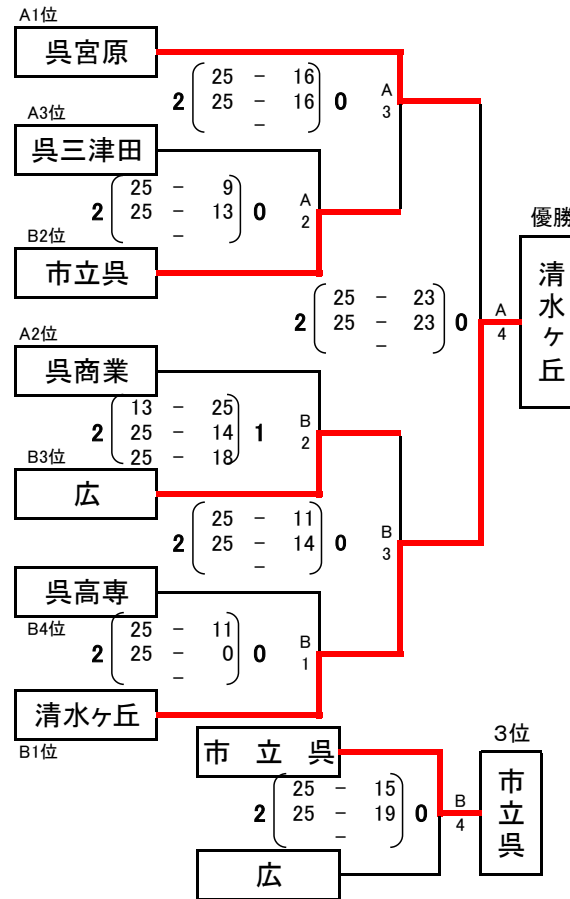 A1位
呉宮原
2 25 － 16 0
25 － 16
－
A
3
A3位
呉三津田
2 25 － 9 0
25 － 13
－
A
2
B2位
市立呉
優勝
清水ヶ丘
2 25 － 23 0
25 － 23
－
A
4
A2位
呉商業
2 13 － 25 1
25 － 14
25 － 18
B
2
B3位
広
2 25 － 11 0
25 － 14
－
B
3
呉高専
B4位
2 25 － 11 0
25 － 0
－
B
1
清水ヶ丘
B1位
市 立 呉
3位
市立呉
2 25 － 15 0
25 － 19
－
B
4
広